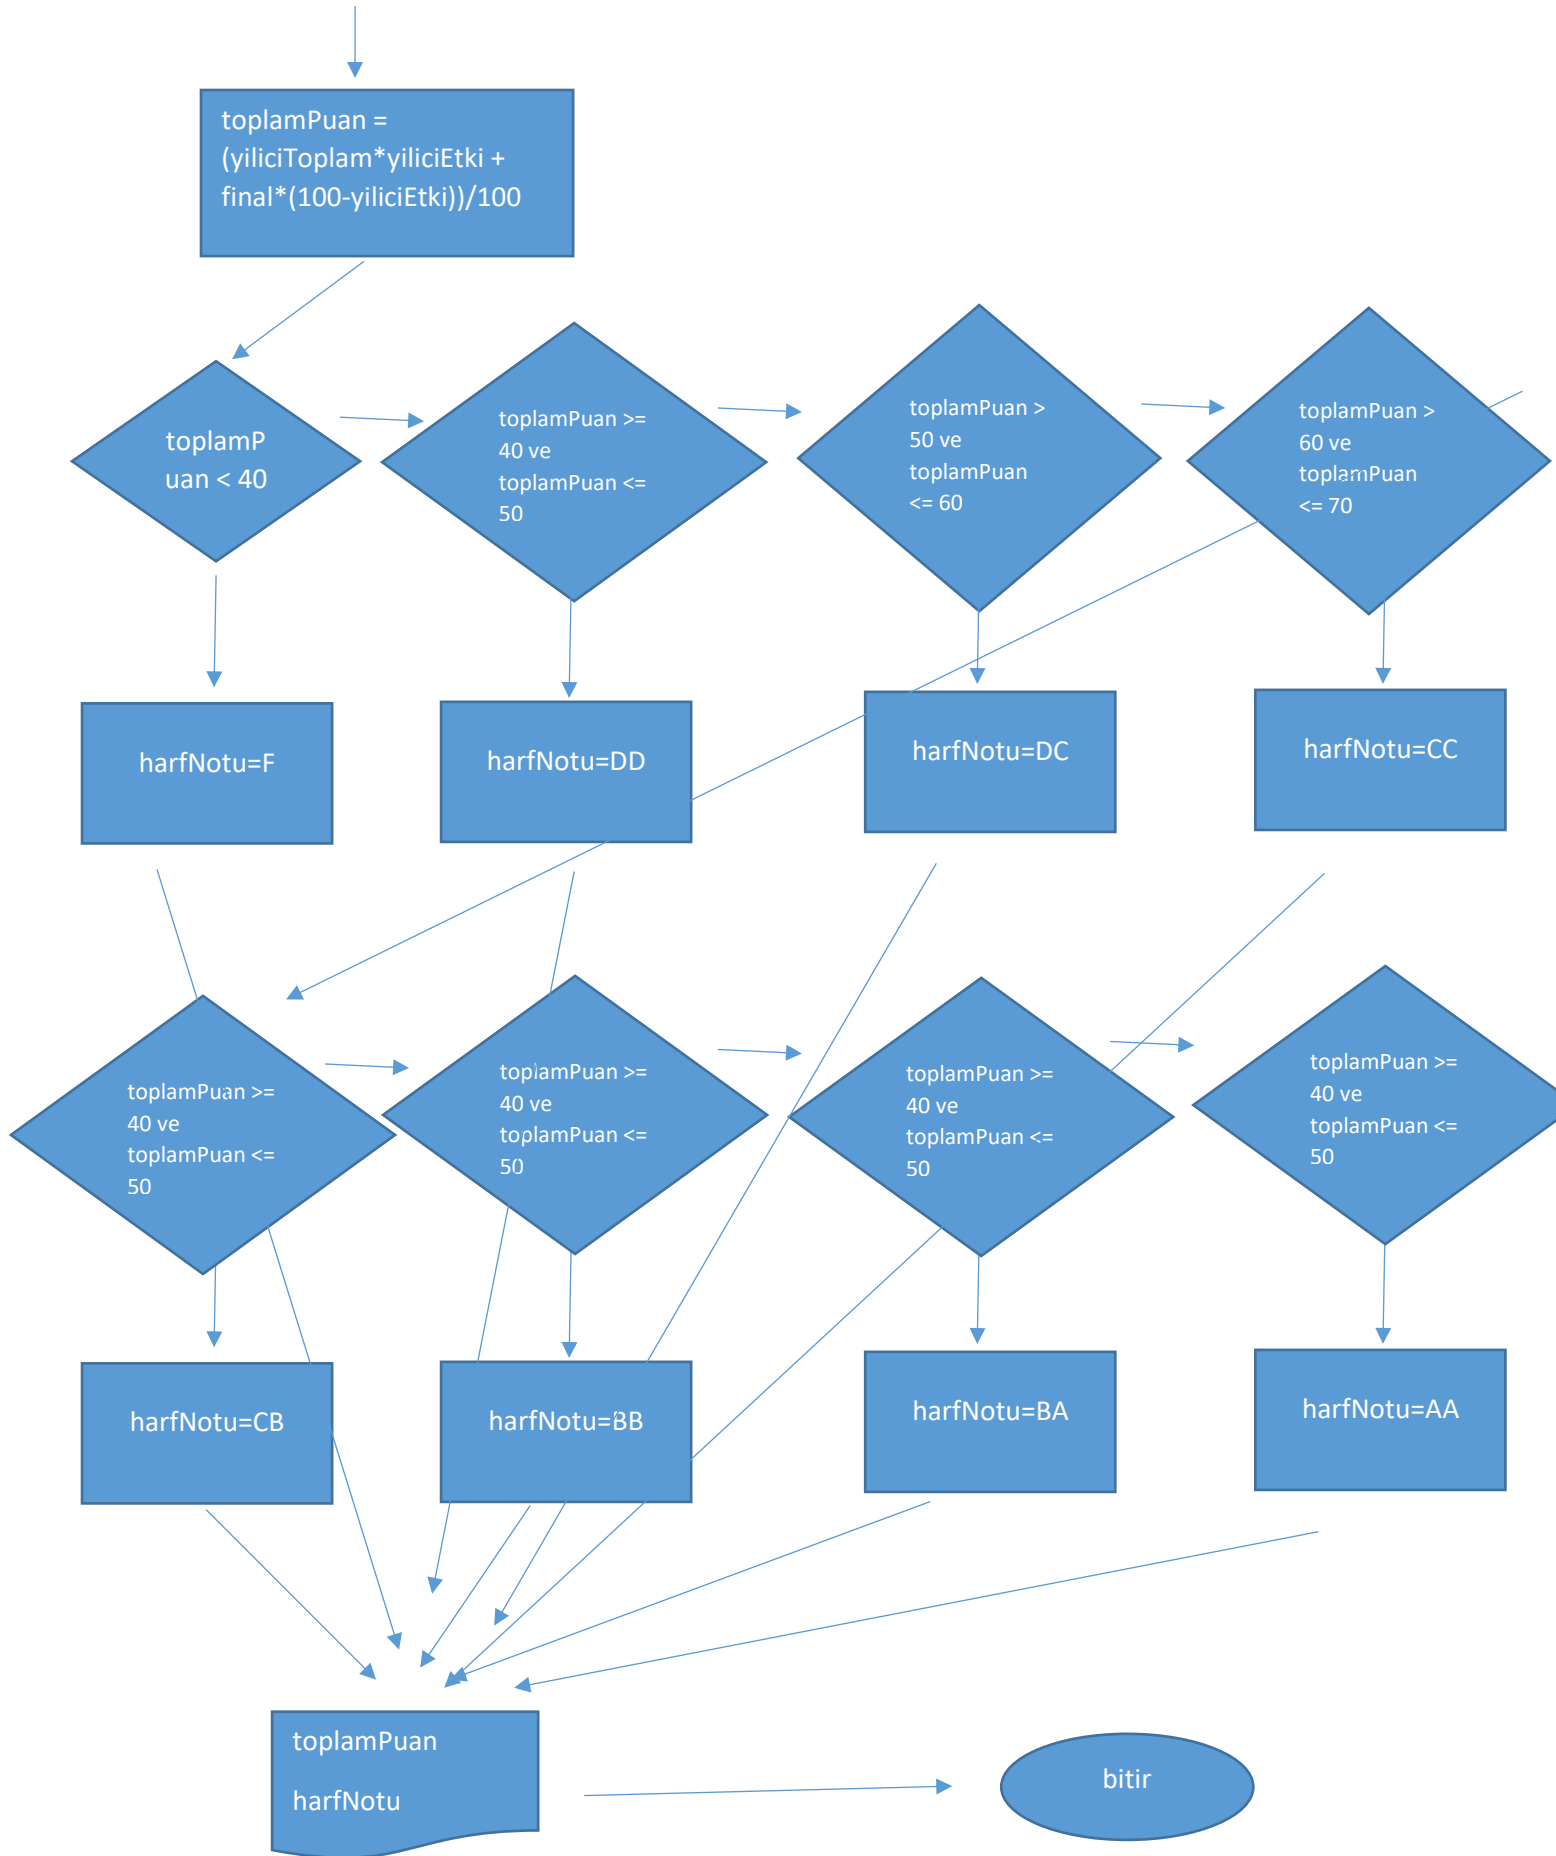 toplamPuan =
(yiliciToplam*yiliciEtki +
final*(100-yiliciEtki))/100
toplamP
uan < 40
toplamPuan >=
40 ve
toplamPuan <=
50
toplamPuan >
50 ve
toplamPuan
<= 60
toplamPuan >
60 ve
toplamPuan
<= 70
harfNotu=F
harfNotu=DD
harfNotu=DC
harfNotu=CC
toplamPuan >=
40 ve
toplamPuan <=
50
toplamPuan >=
40 ve
toplamPuan <=
50
toplamPuan >=
40 ve
toplamPuan <=
50
toplamPuan >=
40 ve
toplamPuan <=
50
harfNotu=CB
harfNotu=BB
harfNotu=BA
harfNotu=AA
toplamPuan
harfNotu
bitir